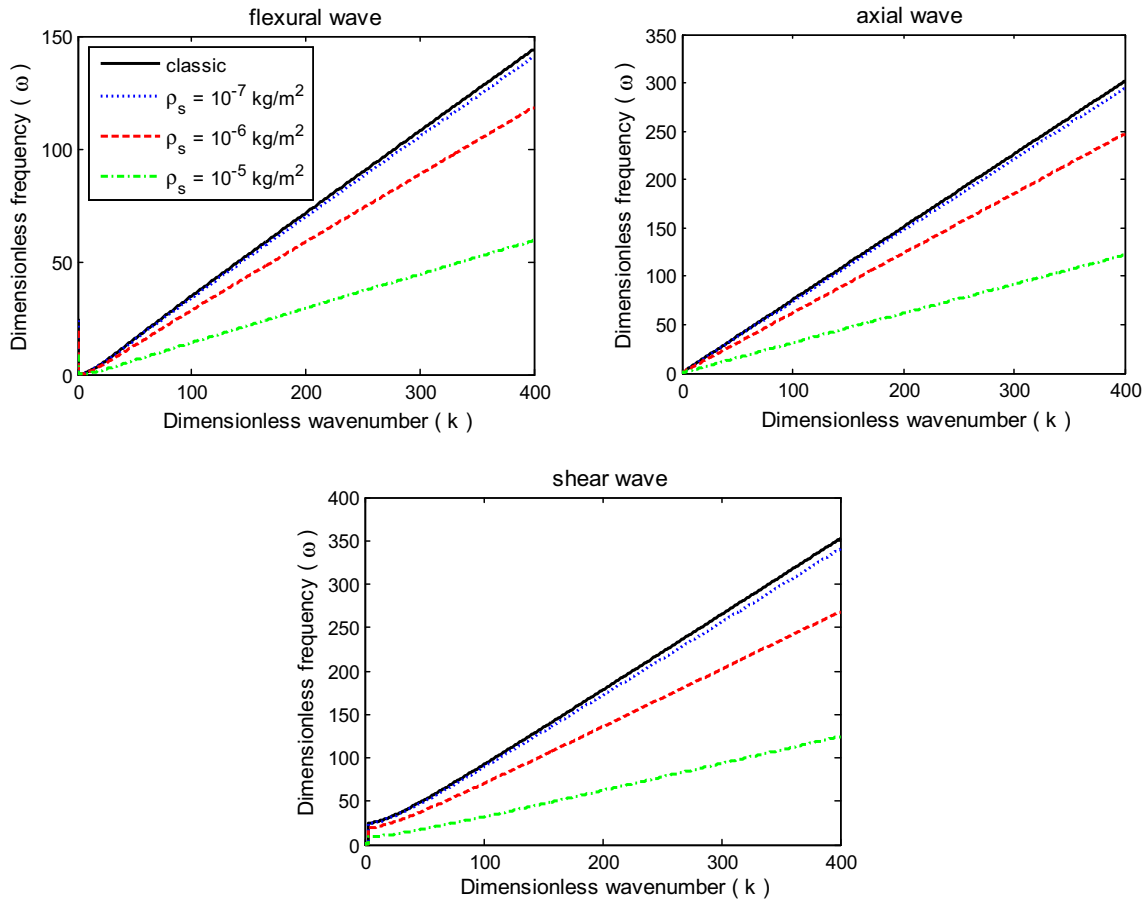 flexural wave
150
100
50
0
0
100
200
300
400
Dimensionless frequency ( ω )
Dimensionless wavenumber ( k )
classic
ρs = 10-7 kg/m2
ρs = 10-6 kg/m2
ρs = 10-5 kg/m2
axial wave
350
300
250
200
150
100
50
0
0
100
200
300
400
Dimensionless frequency ( ω )
Dimensionless wavenumber ( k )
shear wave
400
350
300
250
200
150
100
50
0
0
100
200
300
400
Dimensionless frequency ( ω )
Dimensionless wavenumber ( k )